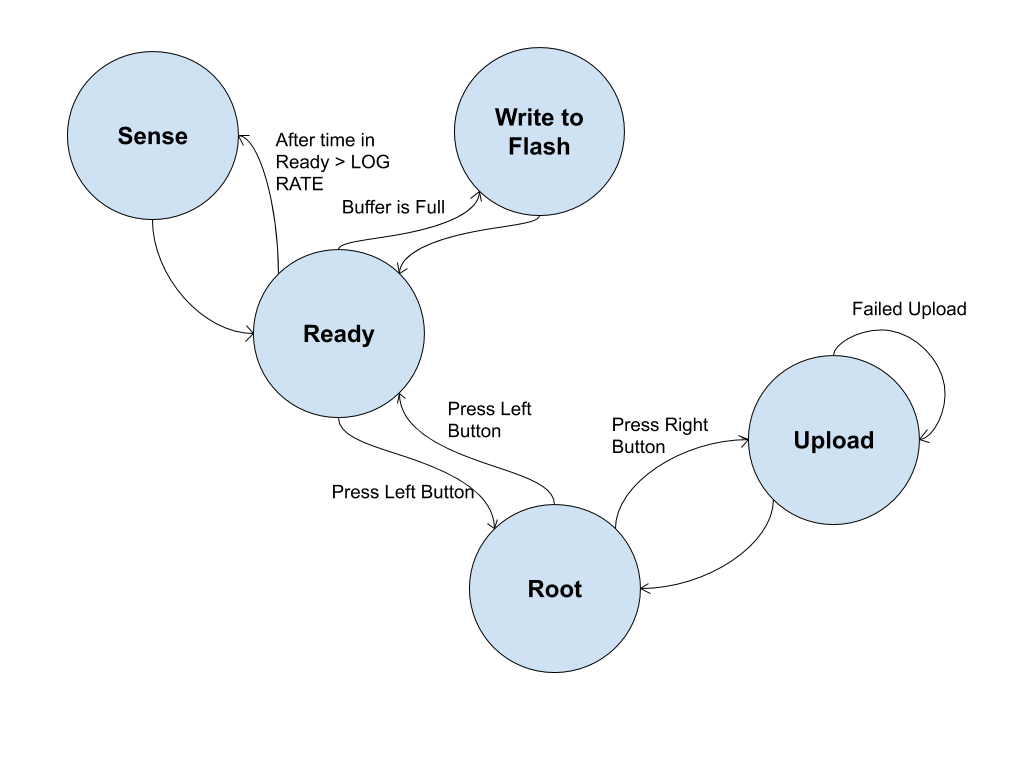 Sense
Write to
Flash
After time in
Ready > LOG
RATE
Buffer is Full
Ready
Failed Upload
Press Left
Button
Press Right
Button
Upload
Press Left Button
Root